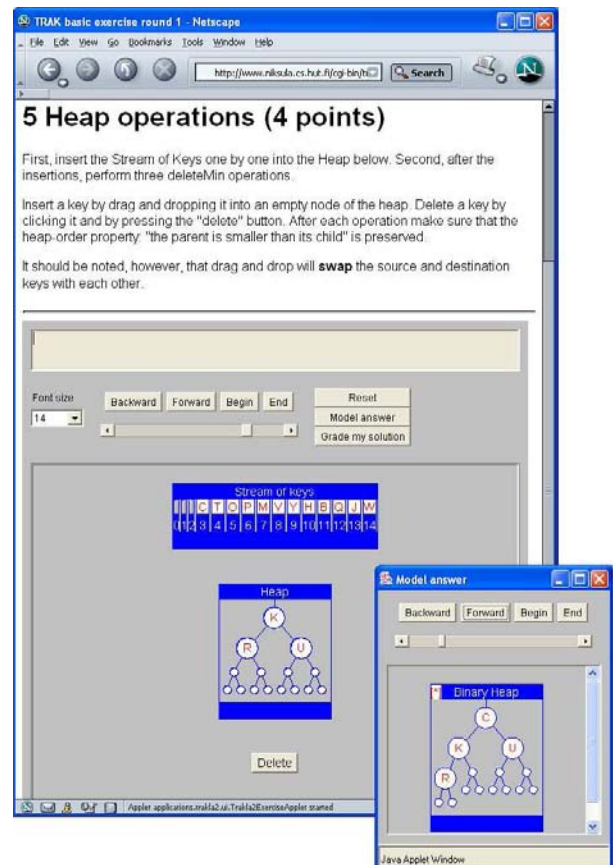 TRAK basic exercise round 1 - Netscape
File Edit View Go Bookmarks Tools Window Help
Search N
5 Heap operations (4 points)
First, insert the Stream of Keys one by one into the Heap below. Second, after the
insertions, perform three deleteMin operations.
Insert a key by drag and dropping it into an empty node of the heap. Delete a key by
clicking it and by pressing the "delete" button. After each operation make sure that the
heap-order property: "the parent is smaller than its child" is preserved.
It should be noted, however, that drag and drop will swap the source and destination
keys with each other.
Font size
14
Backward Forward Begin End
Reset
Model answer
Grade my solution
Stream of keys
C T O P M V Y H B Q J W
0 1 2 3 4 5 6 7 8 9 10 11 12 13 14
Heap
K
R U
Delete
Applet applications.trakla2.ui.Trakla2ExerciseApplet started
Model answer
Backward Forward Begin End
Binary Heap
C
K U
R
Java Applet Window